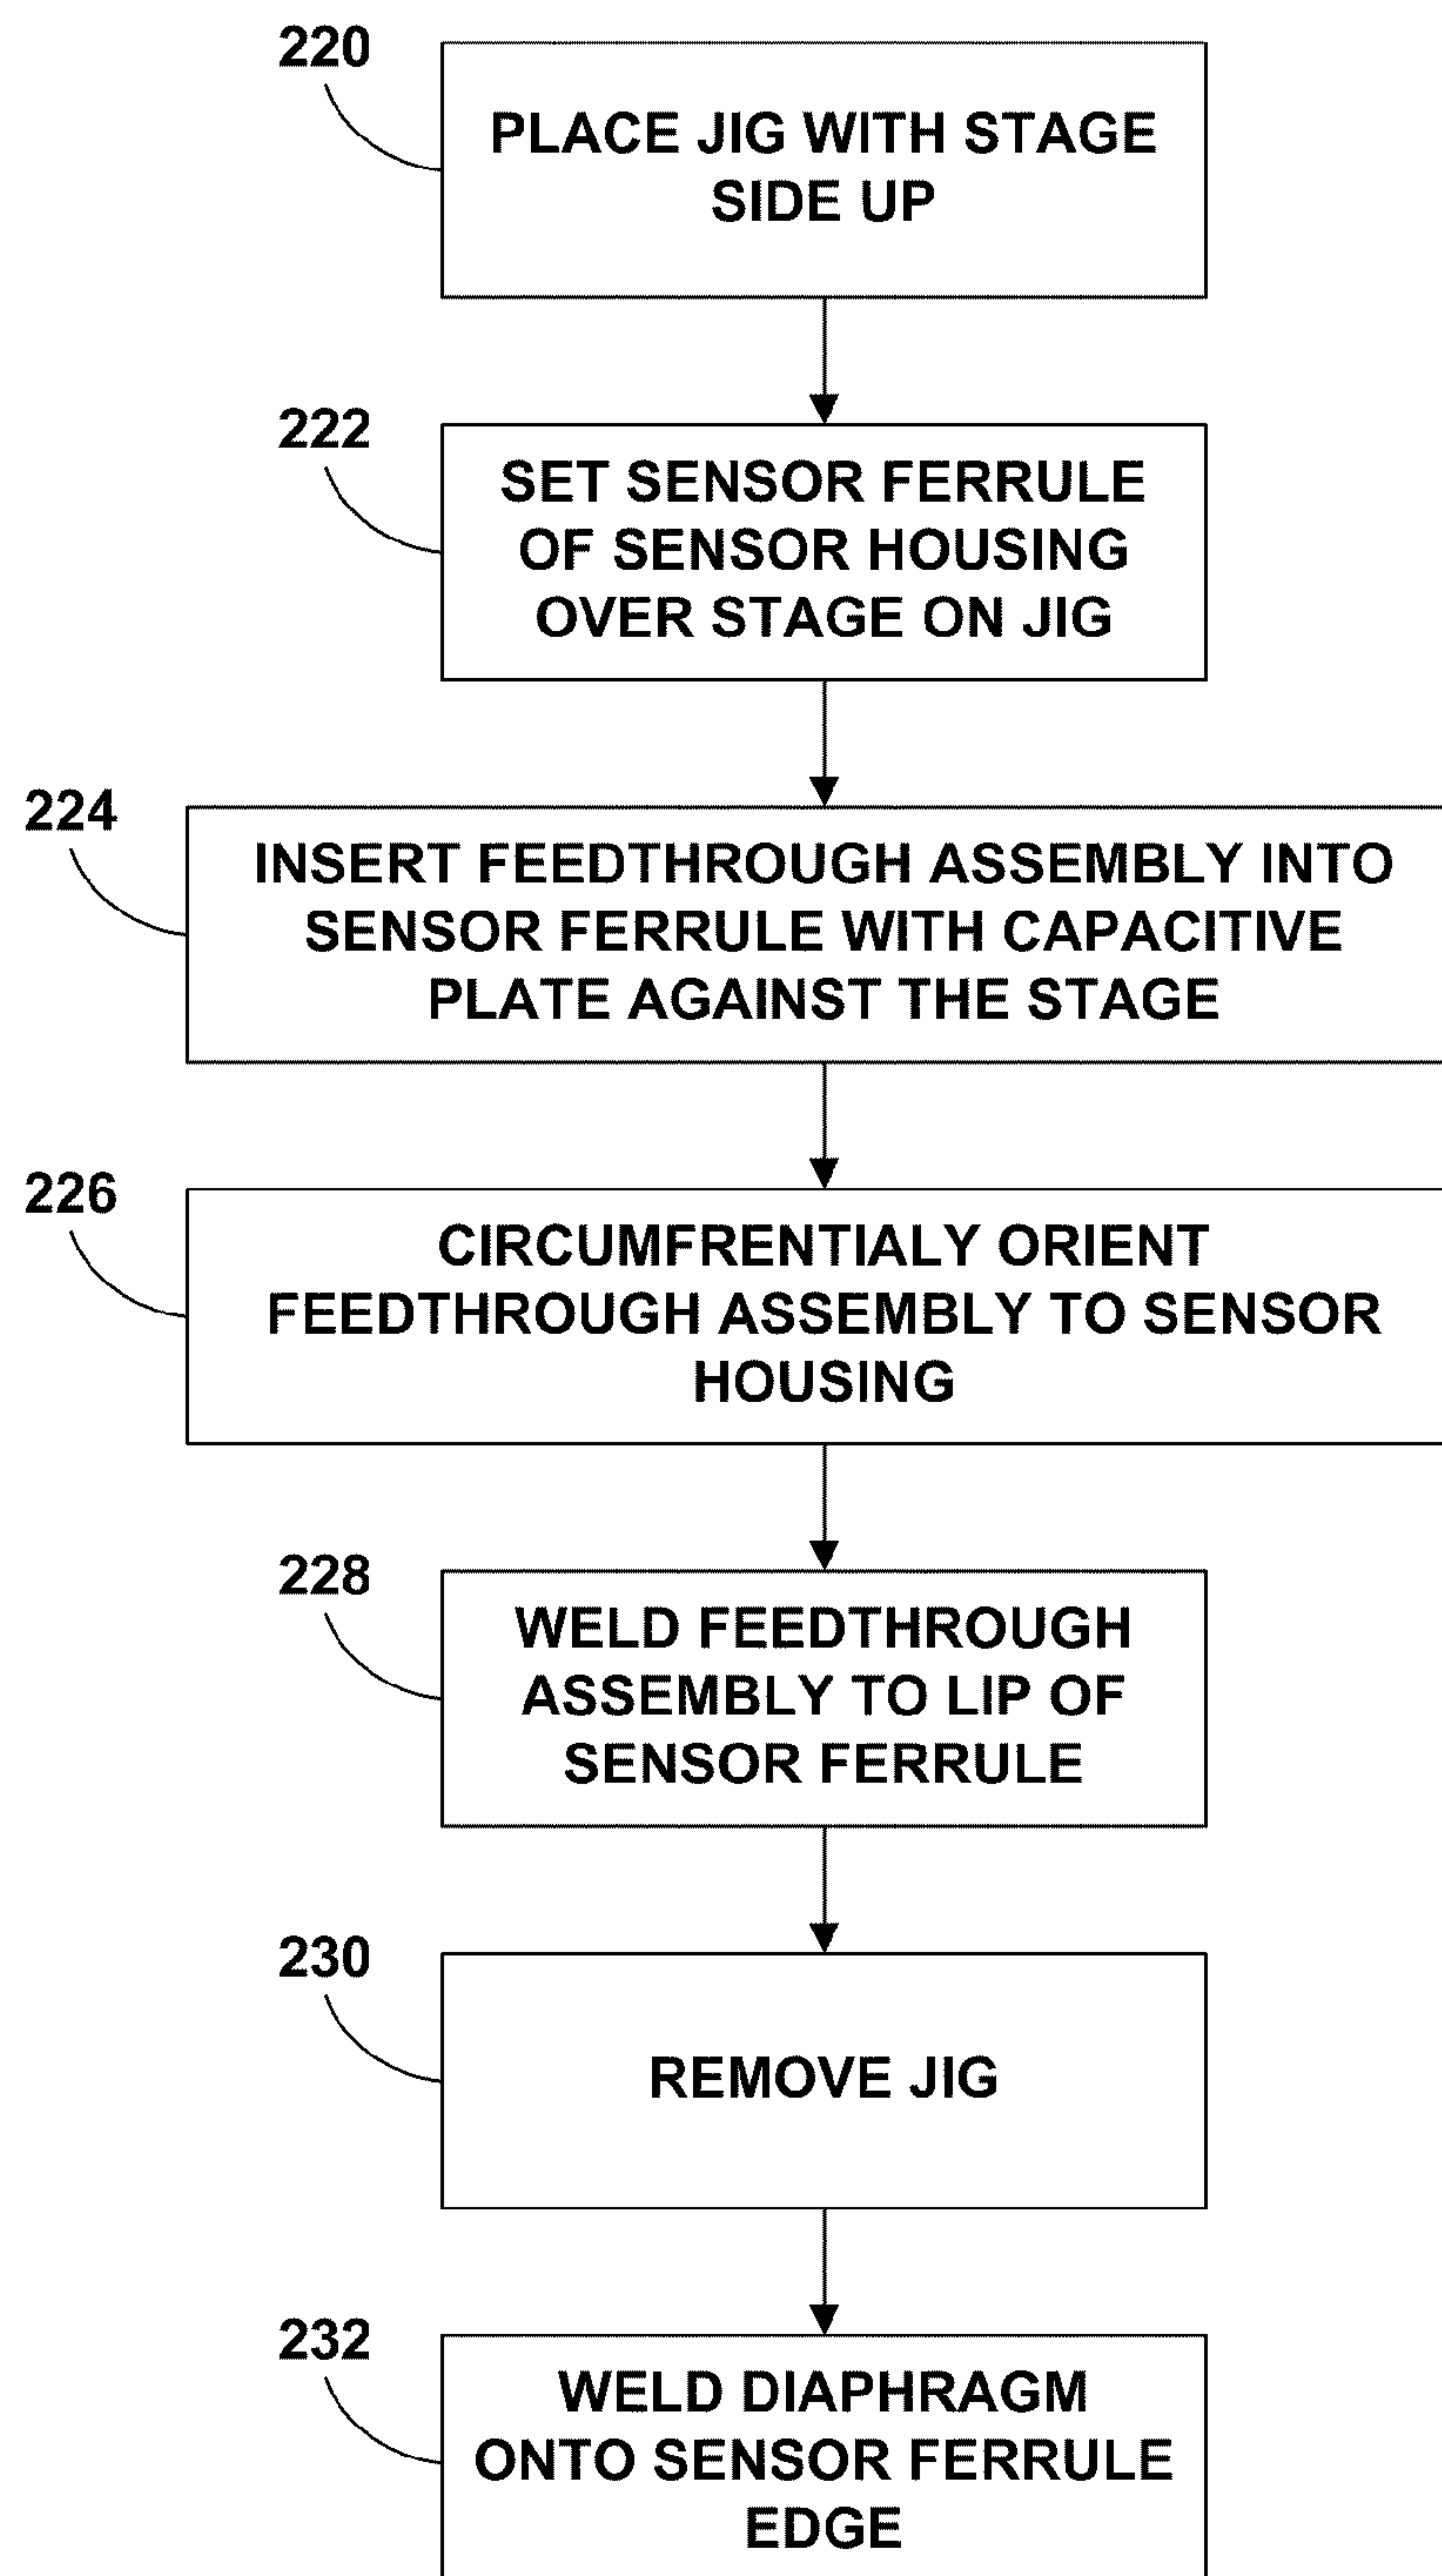 220
PLACE JIG WITH STAGE
SIDE UP
222
SET SENSOR FERRULE
OF SENSOR HOUSING
OVER STAGE ON JIG
224
INSERT FEEDTHROUGH ASSEMBLY INTO
SENSOR FERRULE WITH CAPACITIVE
PLATE AGAINST THE STAGE
226
CIRCUMFRENTIALY ORIENT
FEEDTHROUGH ASSEMBLY TO SENSOR
HOUSING
228
WELD FEEDTHROUGH
ASSEMBLY TO LIP OF
SENSOR FERRULE
230
REMOVE JIG
232
WELD DIAPHRAGM
ONTO SENSOR FERRULE
EDGE